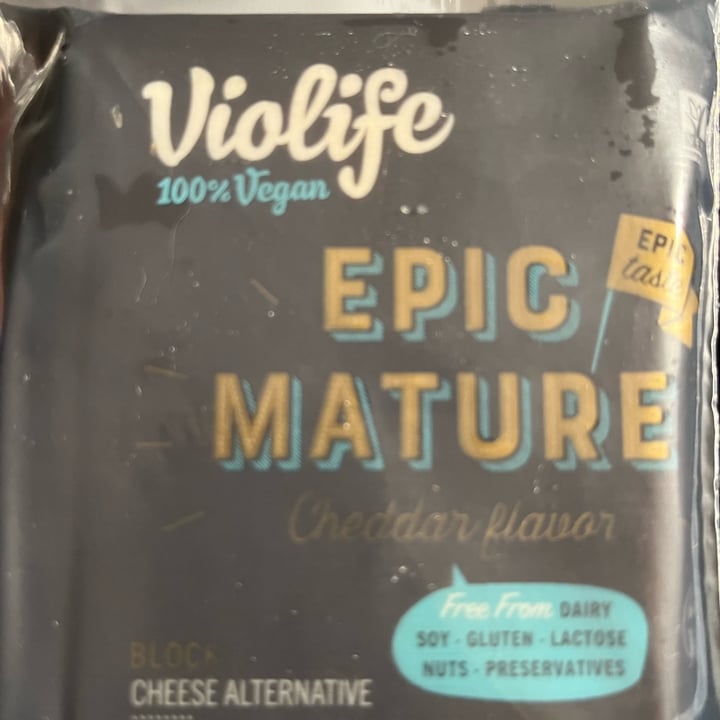 Violife
100% Vegan
EPIC
taste
EPIC
MATURE
Cheddar flavor
Free From DAIRY
SOY - GLUTEN - LACTOSE
NUTS - PRESERVATIVES
BLOCK
CHEESE ALTERNATIVE